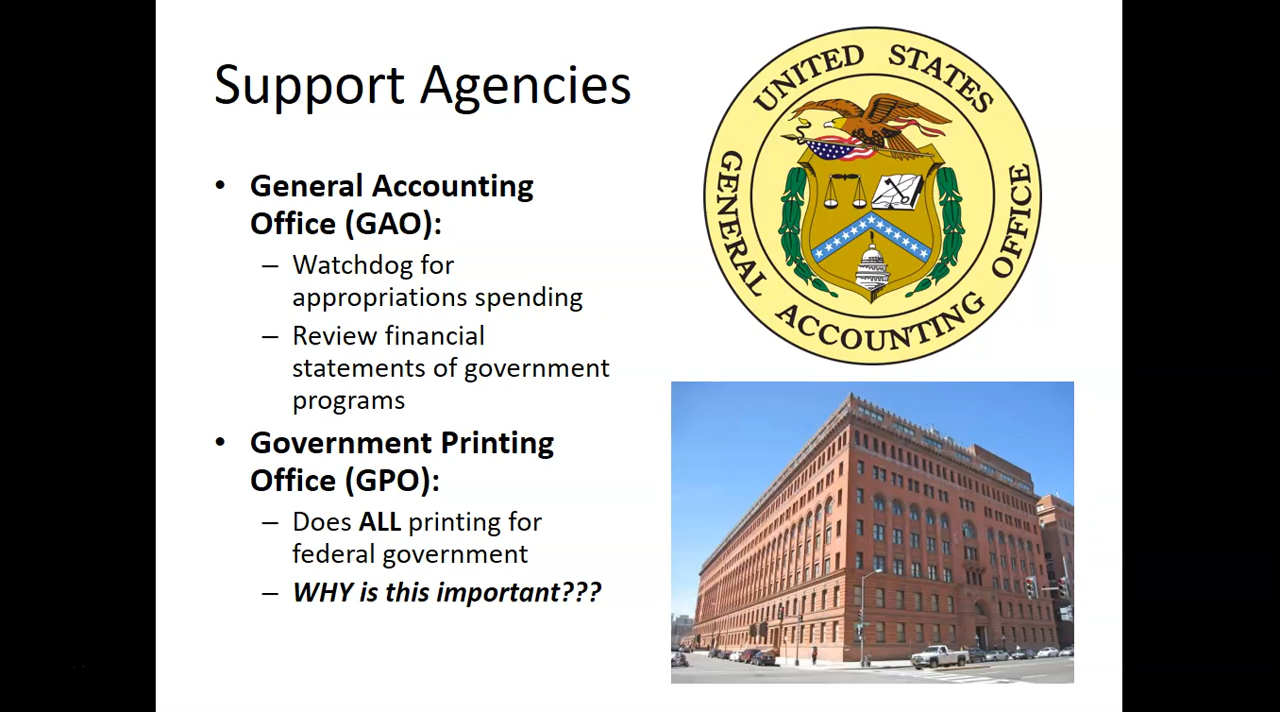 Support Agencies
UNITED STATES
GENERAL ACCOUNTING OFFICE
• General Accounting
Office (GAO):
– Watchdog for
appropriations spending
– Review financial
statements of government
programs
• Government Printing
Office (GPO):
– Does ALL printing for
federal government
– WHY is this important???